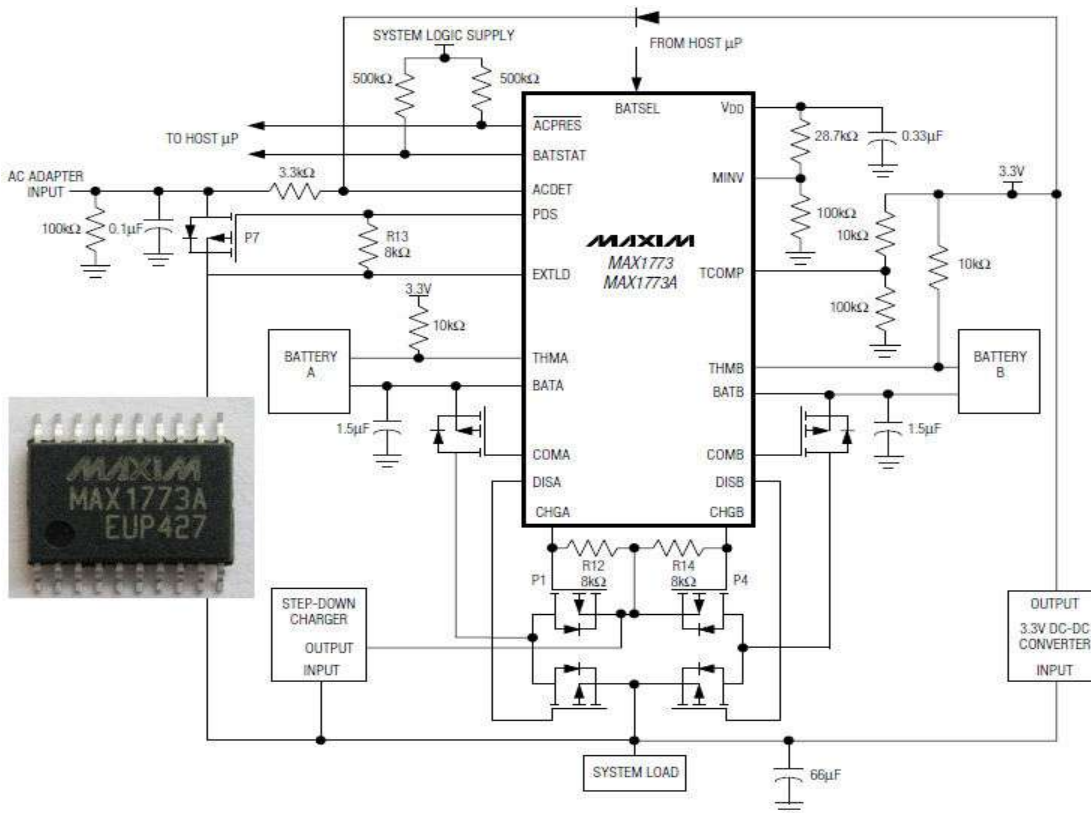 SYSTEM LOGIC SUPPLY
FROM HOST µP
500kΩ
500kΩ
BATSEL
VDD
ACPRES
28.7kΩ
0.33µF
TO HOST µP
BATSTAT
AC ADAPTER
INPUT
3.3kΩ
ACDET
MINV
3.3V
PDS
100kΩ
0.1µF
P7
R13
8kΩ
100kΩ
10kΩ
MAXIM
MAX1773
MAX1773A
TCOMP
10kΩ
EXTLD
3.3V
10kΩ
100kΩ
BATTERY
A
THMA
THMB
BATTERY
B
BATA
BATB
1.5µF
1.5µF
COMA
COMB
DISA
DISB
CHGA
CHGB
MAXIM
MAX1773A
EUP427
R12
8kΩ
R14
8kΩ
P1
P4
STEP-DOWN
CHARGER
OUTPUT
INPUT
OUTPUT
3.3V DC-DC
CONVERTER
INPUT
SYSTEM LOAD
66µF